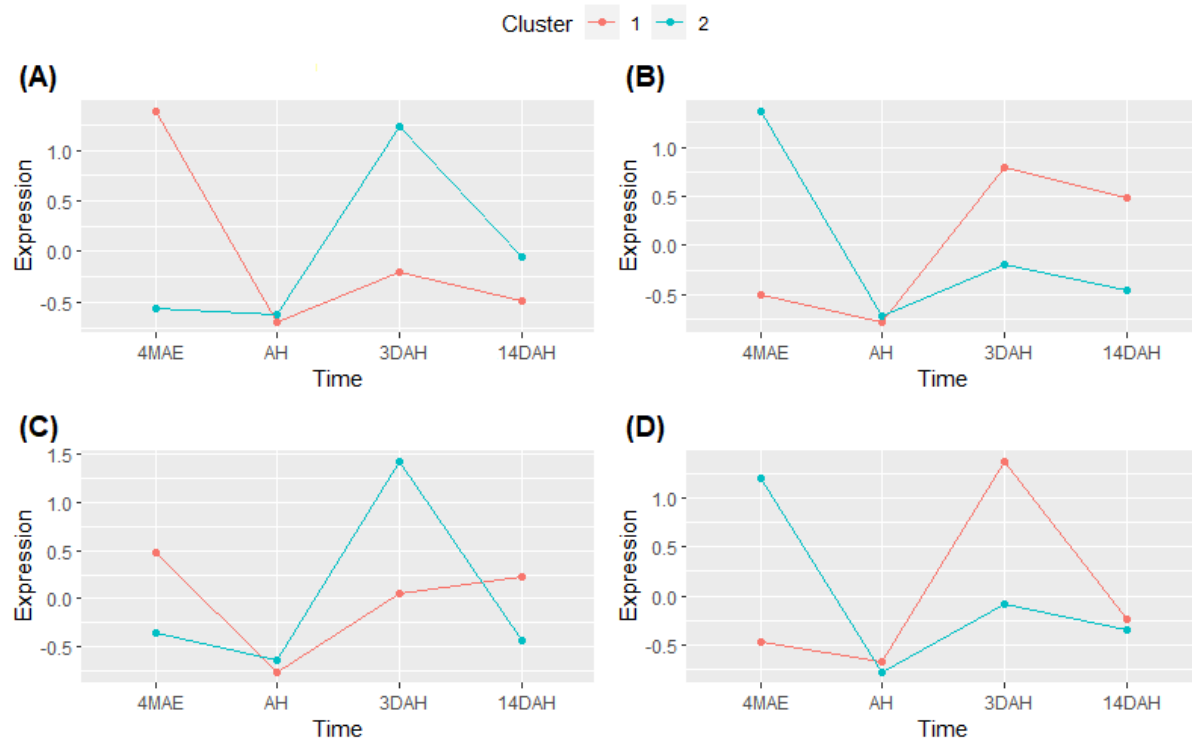 Cluster 1 2
(A)
Expression
1.0
0.5
0.0
-0.5
4MAE AH 3DAH 14DAH
Time
(B)
Expression
1.0
0.5
0.0
-0.5
4MAE AH 3DAH 14DAH
Time
(C)
Expression
1.5
1.0
0.5
0.0
-0.5
4MAE AH 3DAH 14DAH
Time
(D)
Expression
1.0
0.5
0.0
-0.5
4MAE AH 3DAH 14DAH
Time